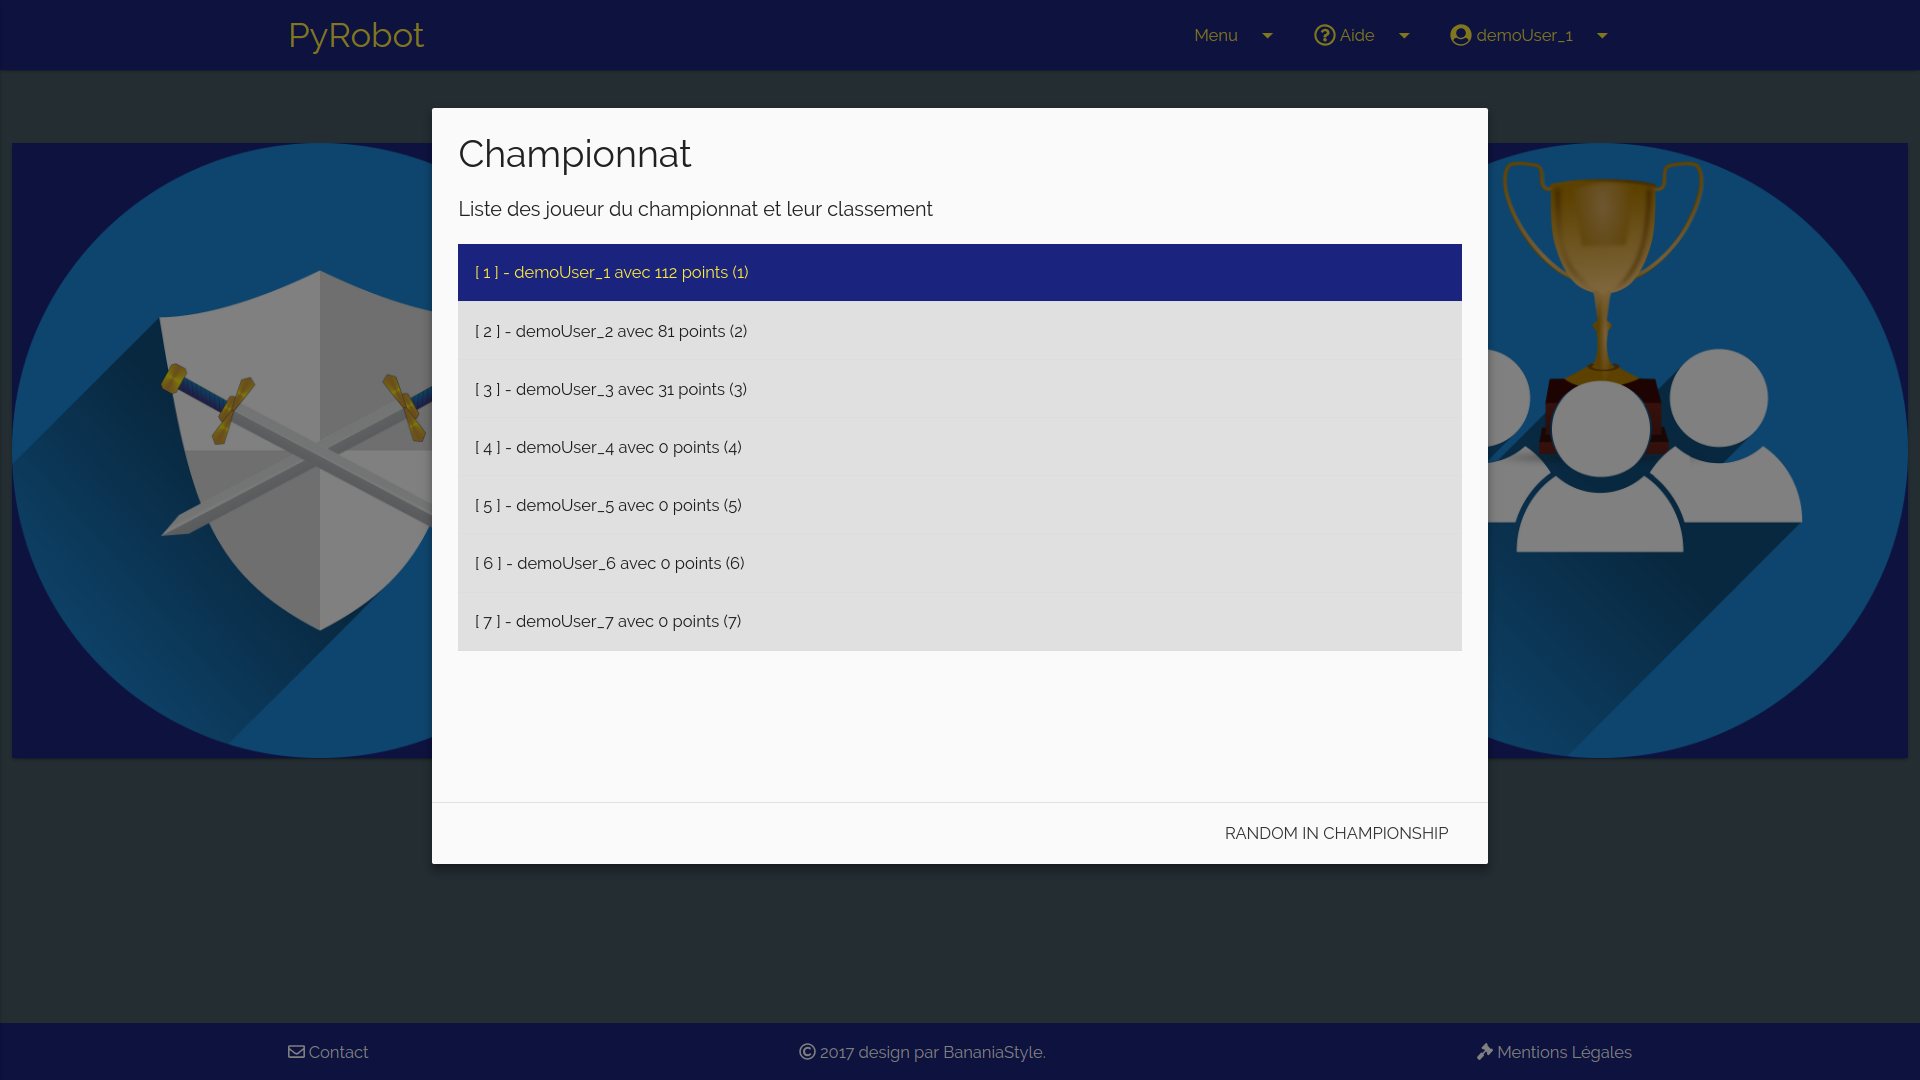 PyRobot
Menu
Aide
demoUser_1
Championnat
Liste des joueur du championnat et leur classement
[ 1 ] - demoUser_1 avec 112 points (1)
[ 2 ] - demoUser_2 avec 81 points (2)
[ 3 ] - demoUser_3 avec 31 points (3)
[ 4 ] - demoUser_4 avec 0 points (4)
[ 5 ] - demoUser_5 avec 0 points (5)
[ 6 ] - demoUser_6 avec 0 points (6)
[ 7 ] - demoUser_7 avec 0 points (7)
RANDOM IN CHAMPIONSHIP
Contact
© 2017 design par BananiaStyle.
Mentions Légales